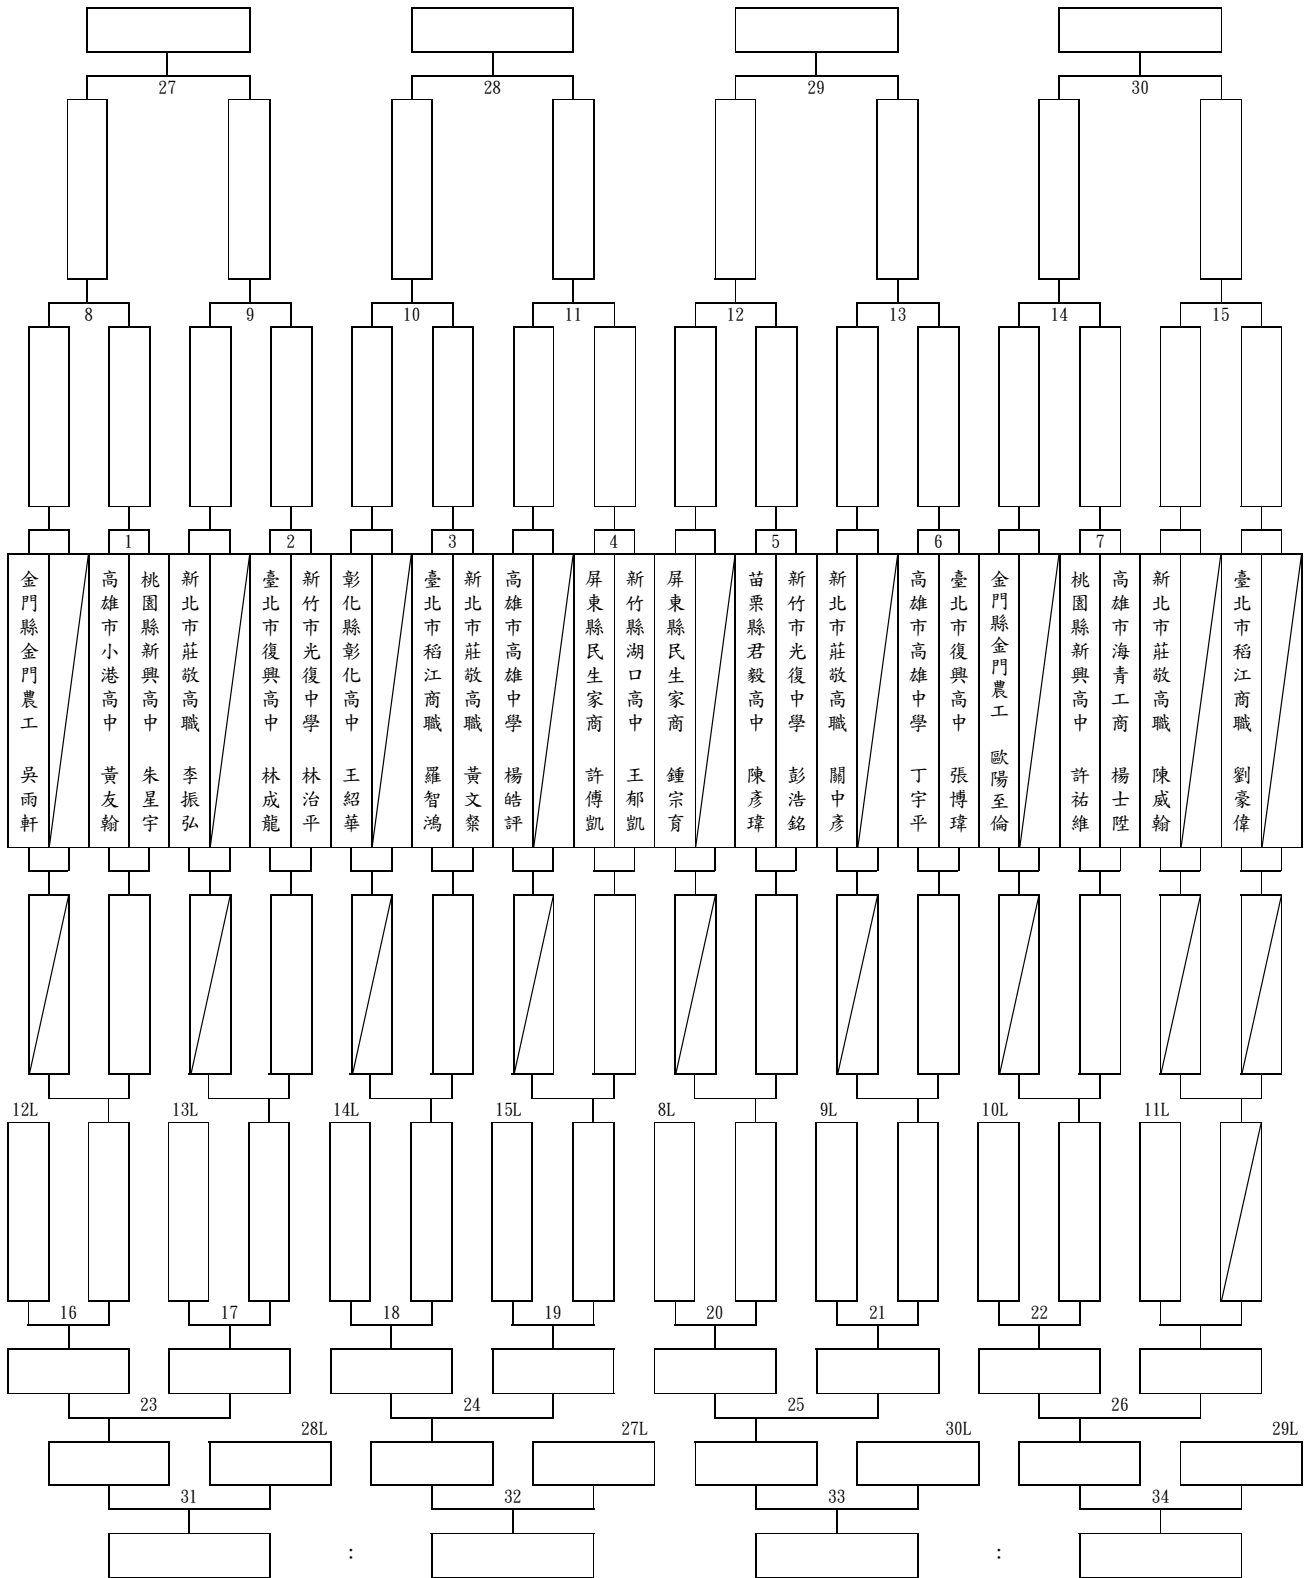 27 28 29 30
8 9 10 11 12 13 14 15
1 2 3 4 5 6 7
金門縣金門農工 吳雨軒
高雄市小港高中 黃友翰
桃園縣新興高中 朱星宇
新北市莊敬高職 李振弘
臺北市復興高中 林成龍
新竹市光復中學 林治平
彰化縣彰化高中 王紹華
臺北市稻江商職 羅智鴻
新北市莊敬高職 黃文粲
高雄市高雄中學 楊皓評
屏東縣民生家商 許傅凱
新竹縣湖口高中 王郁凱
屏東縣民生家商 鍾宗育
苗栗縣君毅高中 陳彥瑋
新竹市光復中學 彭浩銘
新北市莊敬高職 關中彥
高雄市高雄中學 丁宇平
臺北市復興高中 張博瑋
金門縣金門農工 歐陽至倫
桃園縣新興高中 許祐維
高雄市海青工商 楊士陞
新北市莊敬高職 陳威翰
臺北市稻江商職 劉豪偉
12L 13L 14L 15L 8L 9L 10L 11L
16 17 18 19 20 21 22
23 24 25 26
28L 27L 30L 29L
31 32 33 34
: :